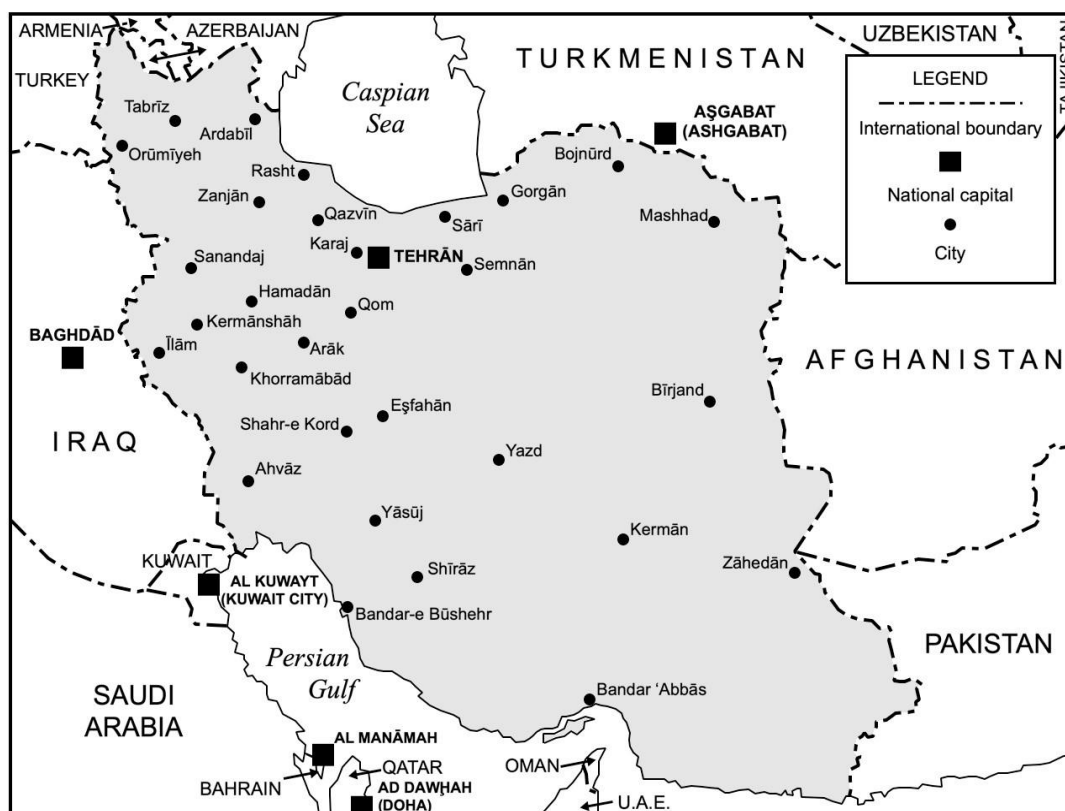 ARMENIA
AZERBAIJAN
UZBEKISTAN
TAJIKISTAN
TURKMENISTAN
TURKEY
LEGEND
International boundary
National capital
City
Caspian
Sea
Tabrīz
Ardabīl
AŞGABAT
(ASHGABAT)
Orūmīyeh
Bojnūrd
Rasht
Zanjān
Gorgān
Qazvīn
Sārī
Mashhad
Karaj
TEHRĀN
Sanandaj
Semnān
Hamadān
Qom
Kermānshāh
BAGHDĀD
Īlām
Arāk
AFGHANISTAN
Khorramābād
Bīrjand
Eşfahān
Shahr-e Kord
IRAQ
Yazd
Ahvāz
Yāsūj
Kermān
KUWAIT
Shīrāz
Zāhedān
AL KUWAYT
(KUWAIT CITY)
Bandar-e Būshehr
PAKISTAN
Persian
Gulf
SAUDI
ARABIA
Bandar ‘Abbās
AL MANĀMAH
BAHRAIN
QATAR
OMAN
AD DAWḨAH
(DOHA)
U.A.E.